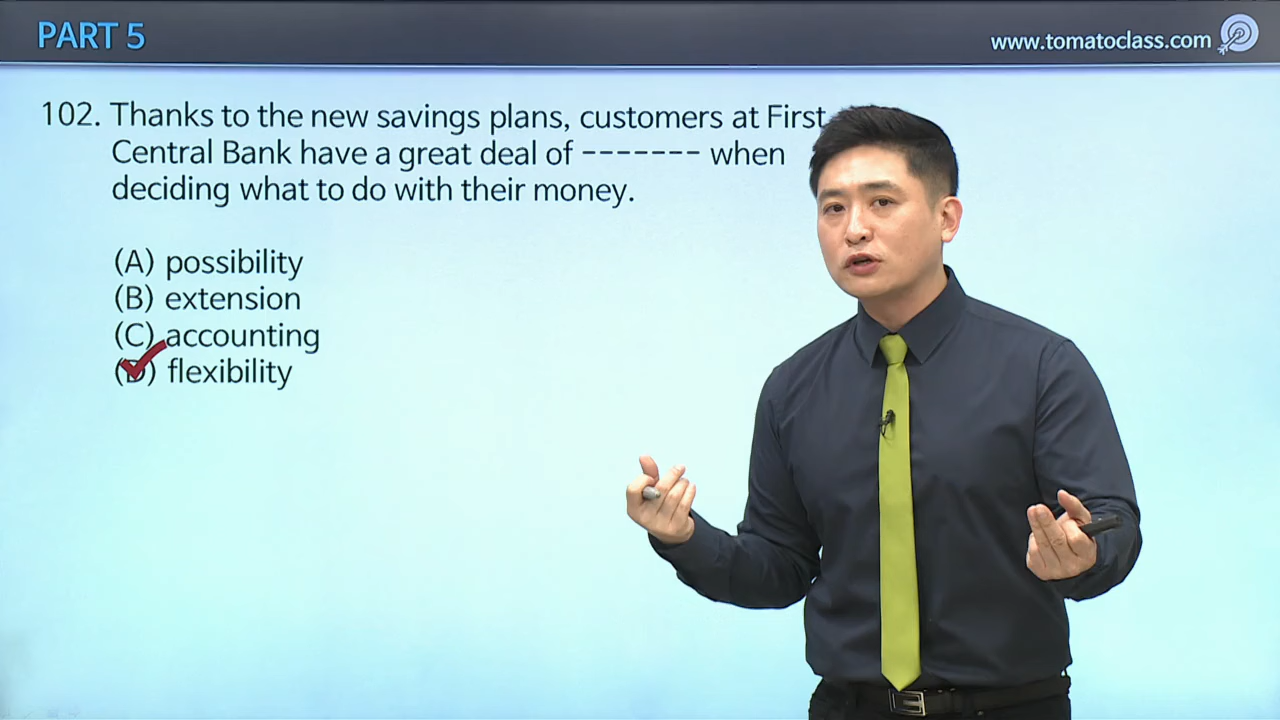 PART 5
www.tomatoclass.com
102. Thanks to the new savings plans, customers at First
Central Bank have a great deal of ------- when
deciding what to do with their money.
(A) possibility
(B) extension
(C) accounting
(D) flexibility